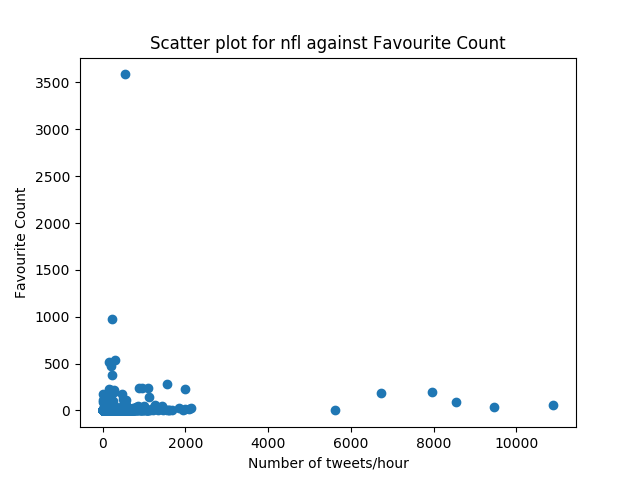 Scatter plot for nfl against Favourite Count
3500
3000
2500
2000
1500
1000
500
0
Favourite Count
0 2000 4000 6000 8000 10000
Number of tweets/hour